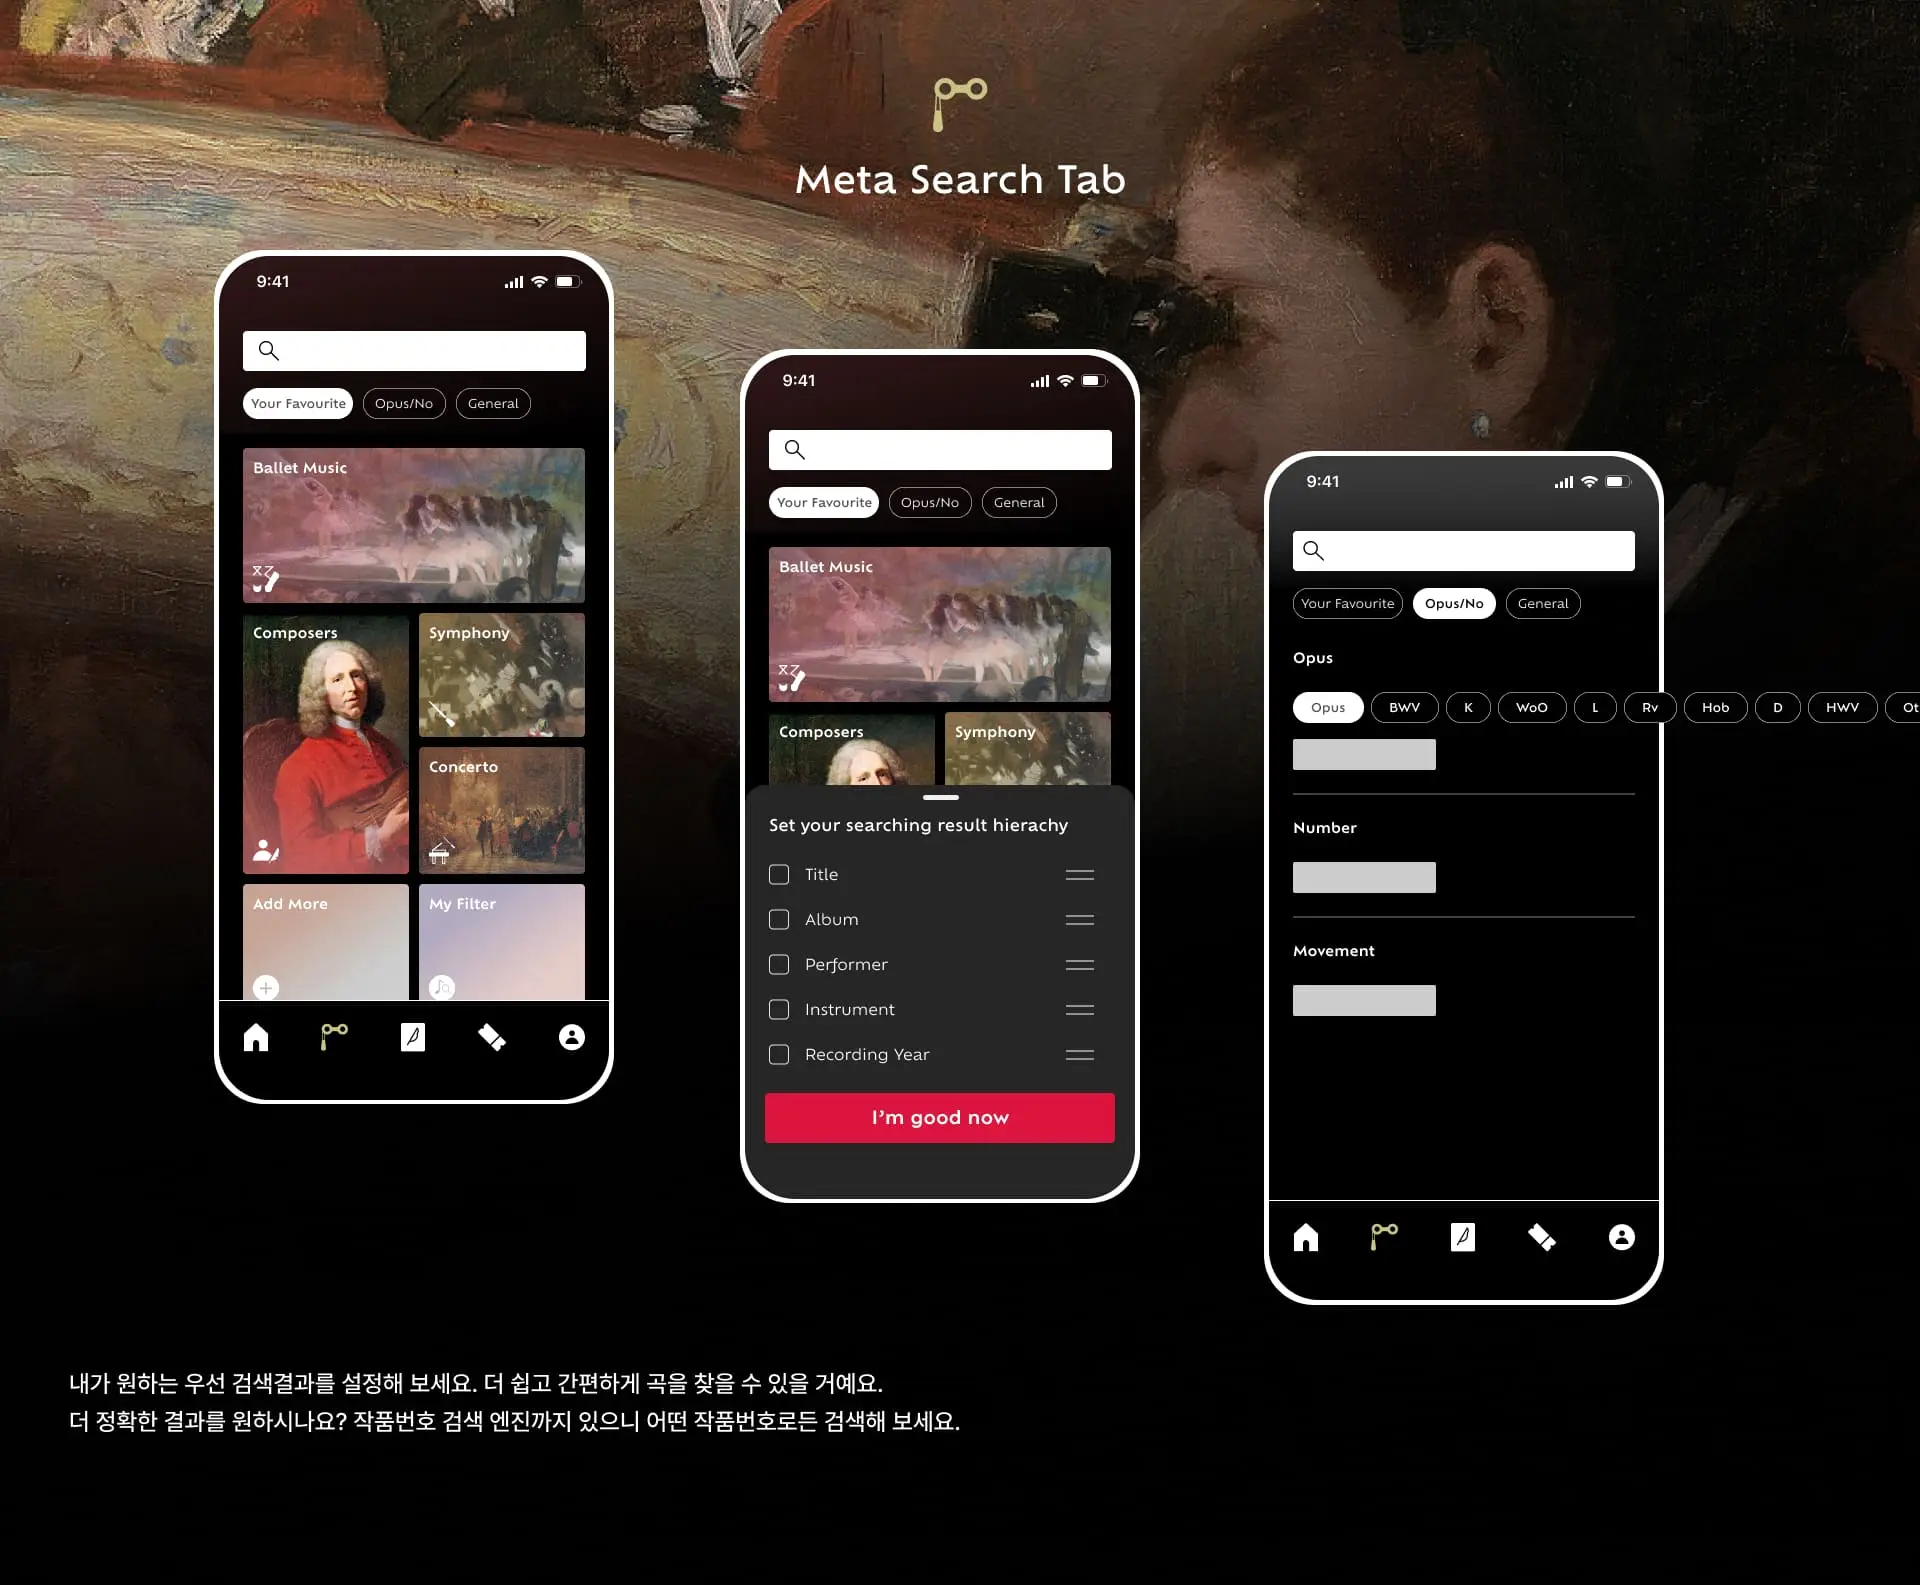 Meta Search Tab
9:41
Your Favourite
Opus/No
General
Ballet Music
Composers
Symphony
Concerto
Add More
My Filter
9:41
Your Favourite
Opus/No
General
Ballet Music
Composers
Symphony
Set your searching result hierachy
Title
Album
Performer
Instrument
Recording Year
I'm good now
9:41
Your Favourite
Opus/No
General
Opus
Opus BWV K WoO L Rv Hob D HWV Ot
Number
Movement
내가 원하는 우선 검색결과를 설정해 보세요. 더 쉽고 간편하게 곡을 찾을 수 있을 거예요.
더 정확한 결과를 원하시나요? 작품번호 검색 엔진까지 있으니 어떤 작품번호로든 검색해 보세요.